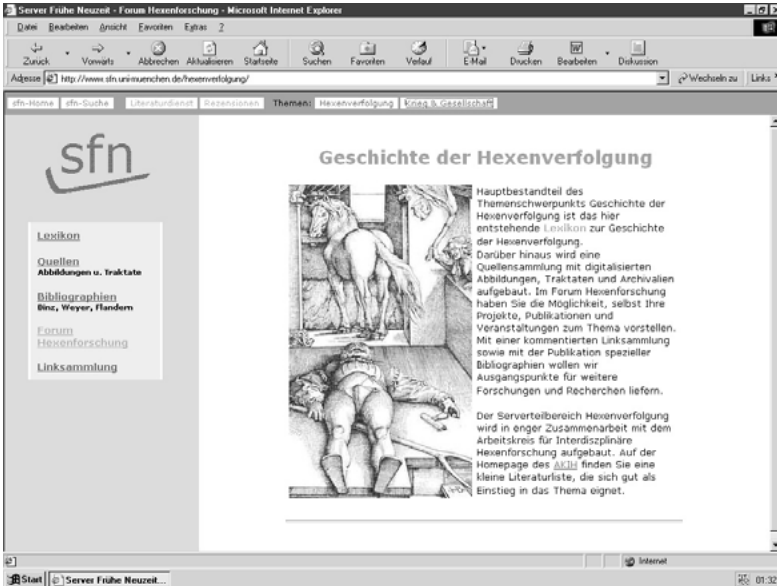 Server Frühe Neuzeit - Forum Hexenforschung - Microsoft Internet Explorer
Datei Bearbeiten Ansicht Favoriten Extras ?
Zurück Vorwärts Abbrechen Aktualisieren Startseite Suchen Favoriten Verlauf E-Mail Drucken Bearbeiten Diskussion
Adresse http://www.sfn.uni-muenchen.de/hexenverfolgung/ Wechseln zu Links
sfn-Home sfn-Suche Literaturdienst Rezensionen Themen: Hexenverfolgung Krieg & Gesellschaft
sfn
Lexikon
Quellen
Abbildungen u. Traktate
Bibliographien
Binz, Weyer, Flandern
Forum
Hexenforschung
Linksammlung
Geschichte der Hexenverfolgung
Hauptbestandteil des
Themenschwerpunkts Geschichte der
Hexenverfolgung ist das hier
entstehende Lexikon zur Geschichte
der Hexenverfolgung.
Darüber hinaus wird eine
Quellensammlung mit digitalisierten
Abbildungen, Traktaten und Archivalien
aufgebaut. Im Forum Hexenforschung
haben Sie die Möglichkeit, selbst Ihre
Projekte, Publikationen und
Veranstaltungen zum Thema vorstellen.
Mit einer kommentierten Linksammlung
sowie mit der Publikation spezieller
Bibliographien wollen wir
Ausgangspunkte für weitere
Forschungen und Recherchen liefern.
Der Serverteilbereich Hexenverfolgung
wird in enger Zusammenarbeit mit dem
Arbeitskreis für Interdiszplinäre
Hexenforschung aufgebaut. Auf der
Homepage des AKIH finden Sie eine
kleine Literaturliste, die sich gut als
Einstieg in das Thema eignet.
Internet
Start Server Frühe Neuzeit... 01:32